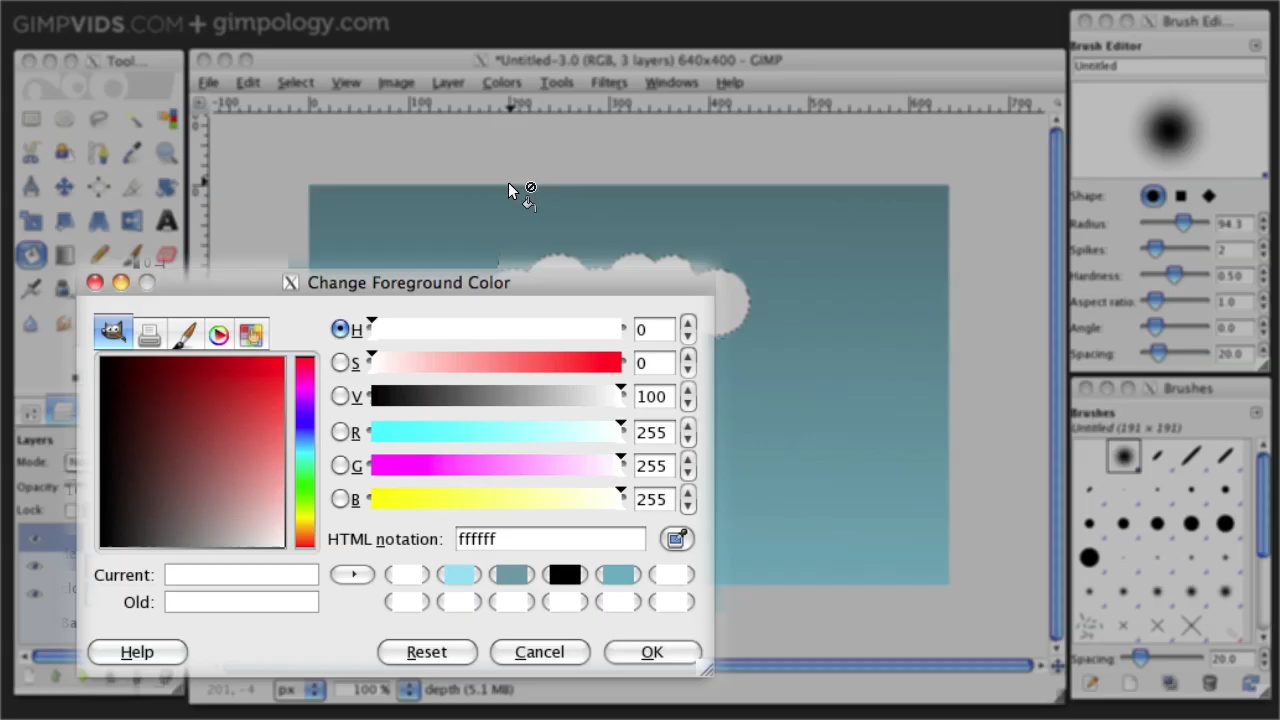 GIMPVIDS.COM + gimpology.com
Tool...
*Untitled-3.0 (RGB, 3 layers) 640x400 - GIMP
Brush Edi...
File Edit Select View Image Layer Colors Tools Filters Windows Help
Brush Editor
Untitled
-100 0 100 200 300 400 500 600 700
Shape:
Radius: 94.3
Spikes: 2
Hardness: 0.50
Aspect ratio: 1.0
Angle: 0.0
Spacing: 20.0
Change Foreground Color
H 0
S 0
V 100
R 255
G 255
B 255
HTML notation: ffffff
Current:
Old:
Help Reset Cancel OK
Layers
Mode:
Opacity:
Lock:
Brushes
Brushes
Untitled (191 × 191)
Spacing: 20.0
201, -4 px 100 % depth (5.1 MB)